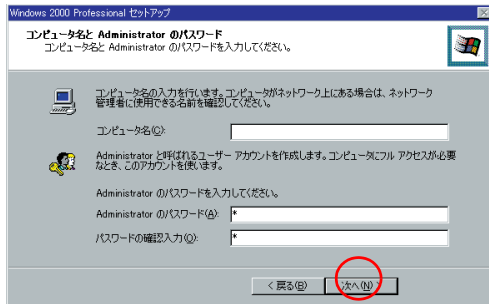 Windows 2000 Professional セットアップ
コンピュータ名と Administrator のパスワード
コンピュータ名と Administrator のパスワードを入力してください。
コンピュータ名の入力を行います。コンピュータがネットワーク上にある場合は、ネットワーク
管理者に使用できる名前を確認してください。
コンピュータ名(C):
Administrator と呼ばれるユーザー アカウントを作成します。コンピュータにフル アクセスが必要
なとき、このアカウントを使います。
Administrator のパスワードを入力してください。
Administrator のパスワード(A): *
パスワードの確認入力(O): *
< 戻る(B) 次へ(N) >